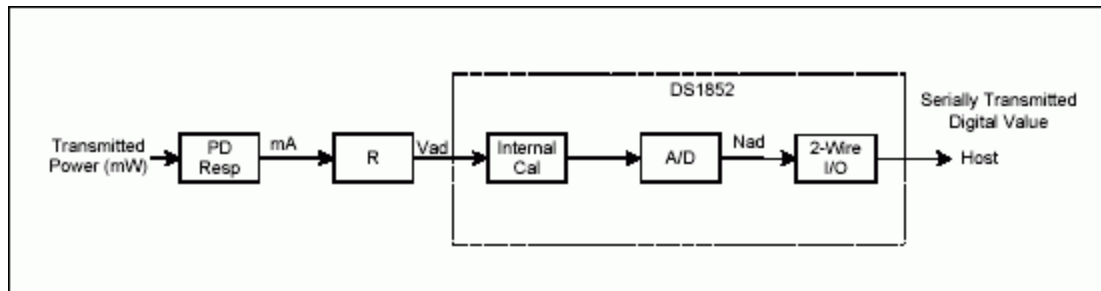 DS1852
Serially Transmitted
Digital Value
Transmitted
Power (mW)
PD
Resp
mA
R
Vad
Internal
Cal
A/D
Nad
2-Wire
I/O
Host